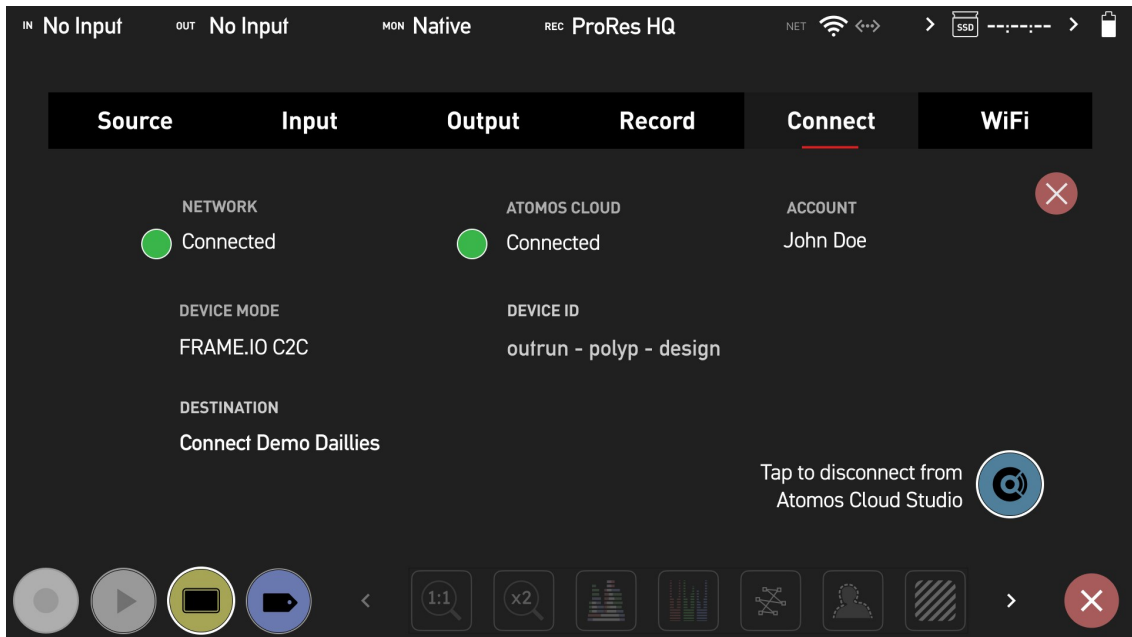 IN No Input OUT No Input MON Native REC ProRes HQ NET SSD --:--:--
Source Input Output Record Connect WiFi
NETWORK ATOMOS CLOUD ACCOUNT
Connected Connected John Doe
DEVICE MODE DEVICE ID
FRAME.IO C2C outrun - polyp - design
DESTINATION
Connect Demo Daillies
Tap to disconnect from
Atomos Cloud Studio
1:1 x2